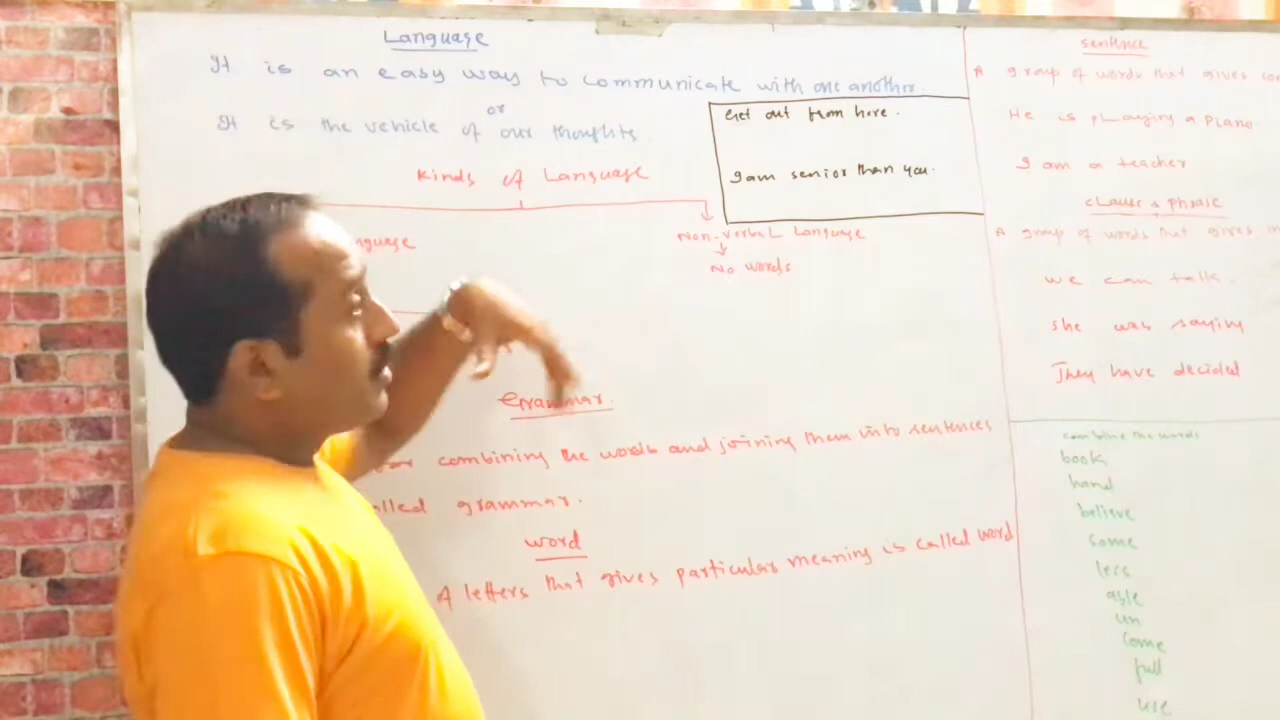 Language
It is an easy way to communicate with one another.
or
It is the vehicle of our thoughts
Kinds of Language
nguage
Non-verbal Language
No words
Get out from here.
I am senior than you.
Grammar.
for combining the words and joining them into sentences
alled grammar.
word
A letters that gives particular meaning is called word
sentence
A group of words that gives co
He is playing a piano
I am a teacher
clause & phrase
A group of words that gives in
we can talk.
she was saying
They have decided
combine the words
book
hand
believe
some
less
able
un
come
full
use